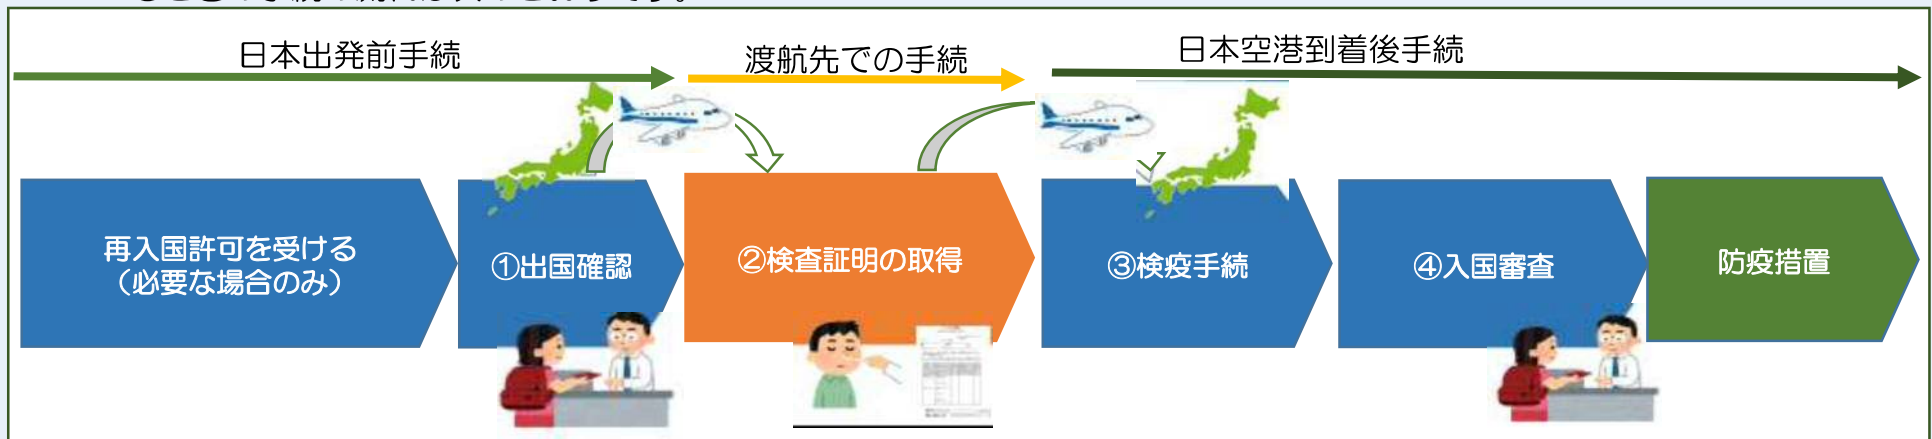 日本出発前手続
渡航先での手続
日本空港到着後手続
再入国許可を受ける
（必要な場合のみ）
①出国確認
②検査証明の取得
③検疫手続
④入国審査
防疫措置